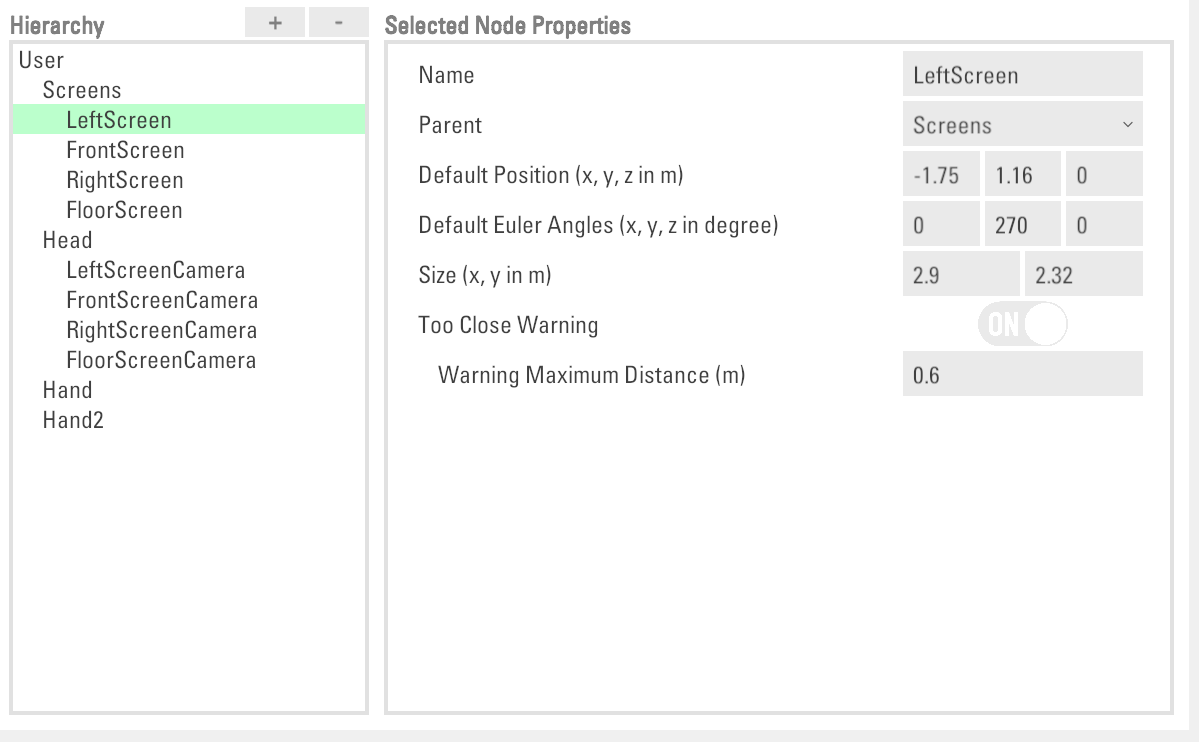 Hierarchy + -
User
Screens
LeftScreen
FrontScreen
RightScreen
FloorScreen
Head
LeftScreenCamera
FrontScreenCamera
RightScreenCamera
FloorScreenCamera
Hand
Hand2
Selected Node Properties
Name LeftScreen
Parent Screens
Default Position (x, y, z in m) -1.75 1.16 0
Default Euler Angles (x, y, z in degree) 0 270 0
Size (x, y in m) 2.9 2.32
Too Close Warning ON
Warning Maximum Distance (m) 0.6